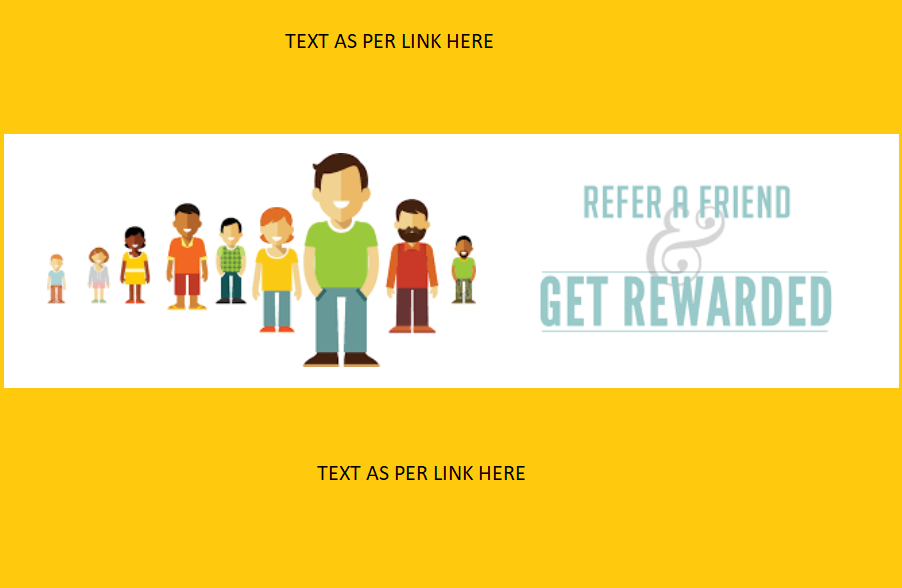 TEXT AS PER LINK HERE
REFER A FRIEND
&
GET REWARDED
TEXT AS PER LINK HERE